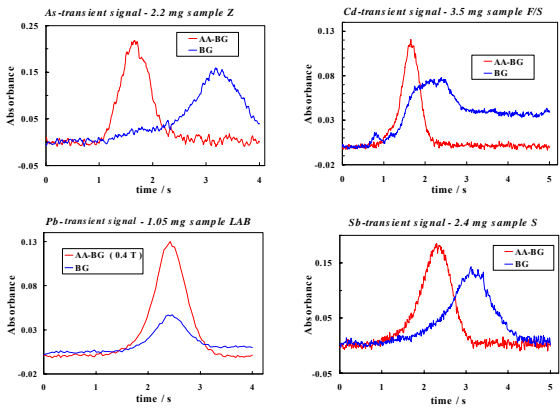 As-transient signal - 2.2 mg sample Z
Absorbance
0.25
0.15
0.05
-0.05
AA-BG
BG
0 1 2 3 4
time / s
Cd-transient signal - 3.5 mg sample F/S
Absorbance
0.13
0.08
0.03
-0.02
AA-BG
BG
0 1 2 3 4 5
time / s
Pb-transient signal - 1.05 mg sample LAB
Absorbance
0.13
0.08
0.03
-0.02
AA-BG ( 0.4 T )
BG
0 1 2 3 4
time / s
Sb-transient signal - 2.4 mg sample S
Absorbance
0.15
0.05
-0.05
AA-BG
BG
0 1 2 3 4 5
time / s